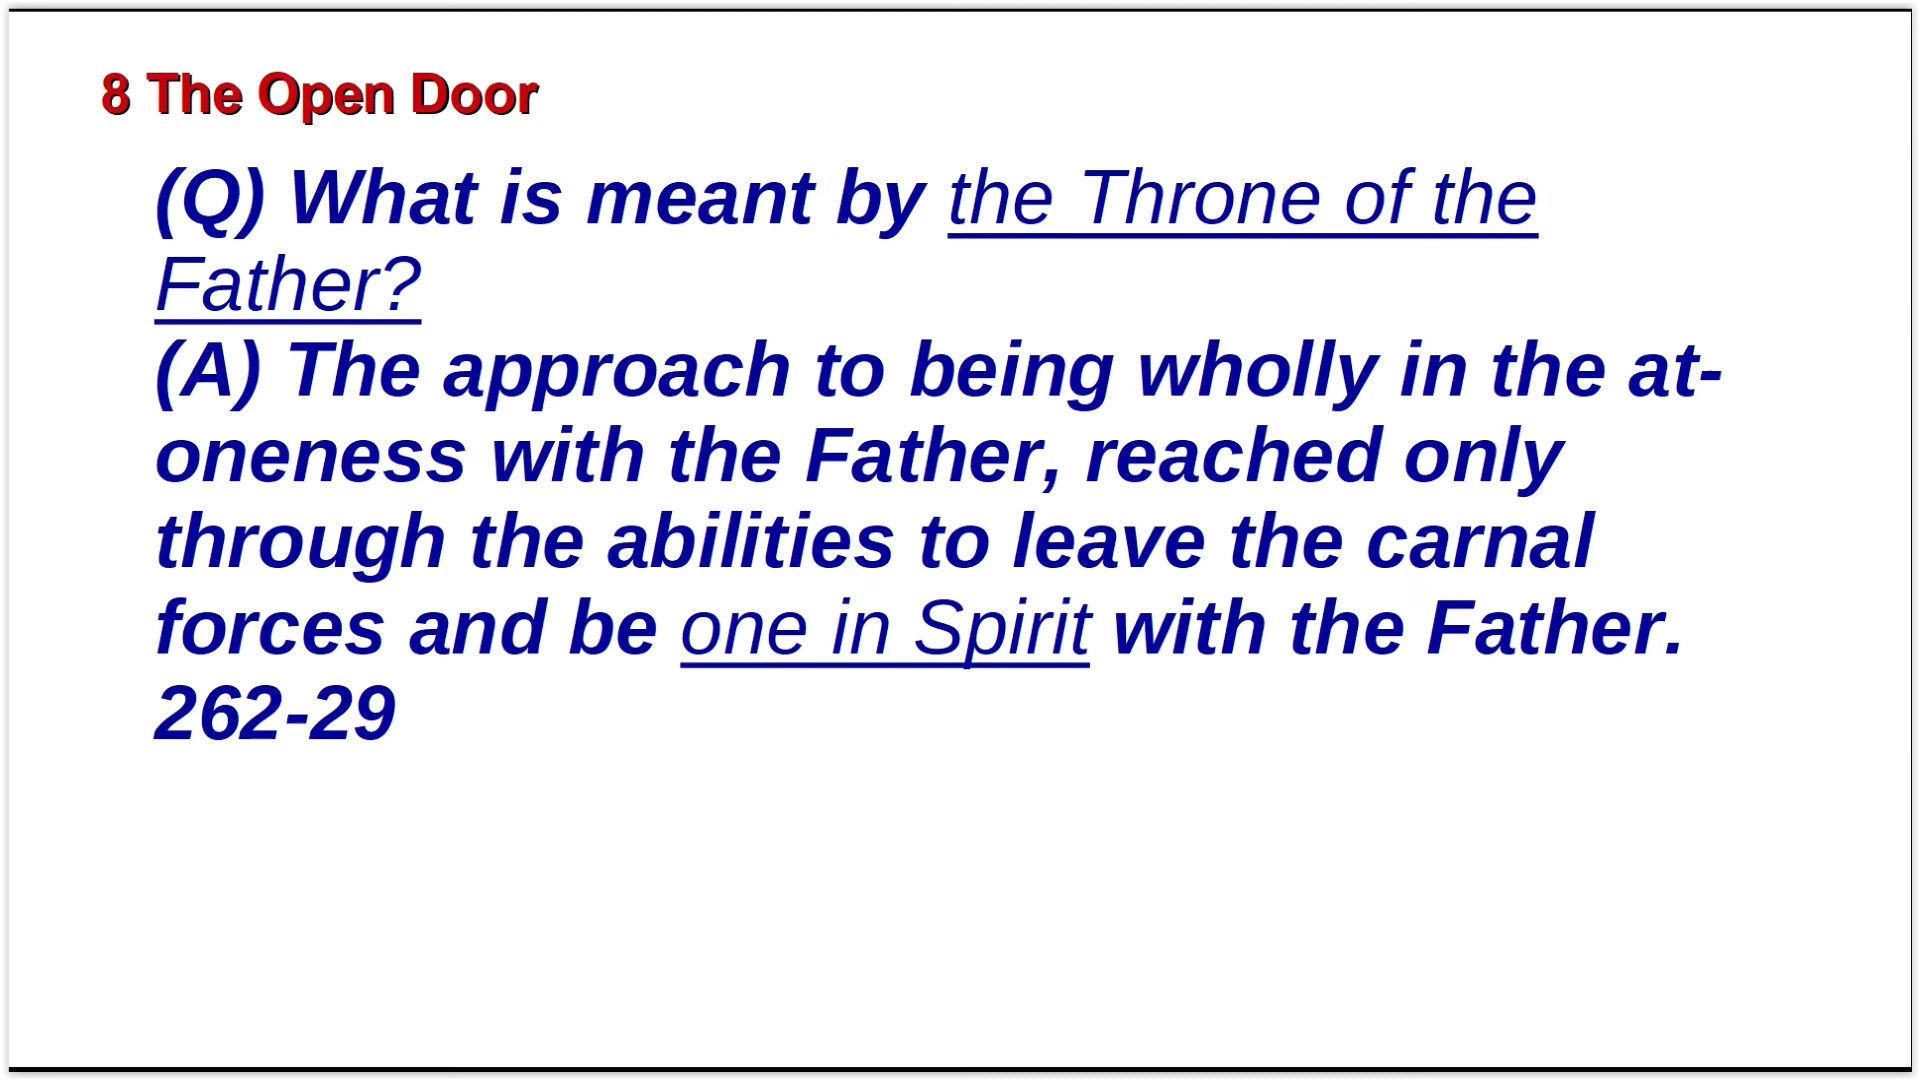 8 The Open Door
(Q) What is meant by the Throne of the
Father?
(A) The approach to being wholly in the at-
oneness with the Father, reached only
through the abilities to leave the carnal
forces and be one in Spirit with the Father.
262-29